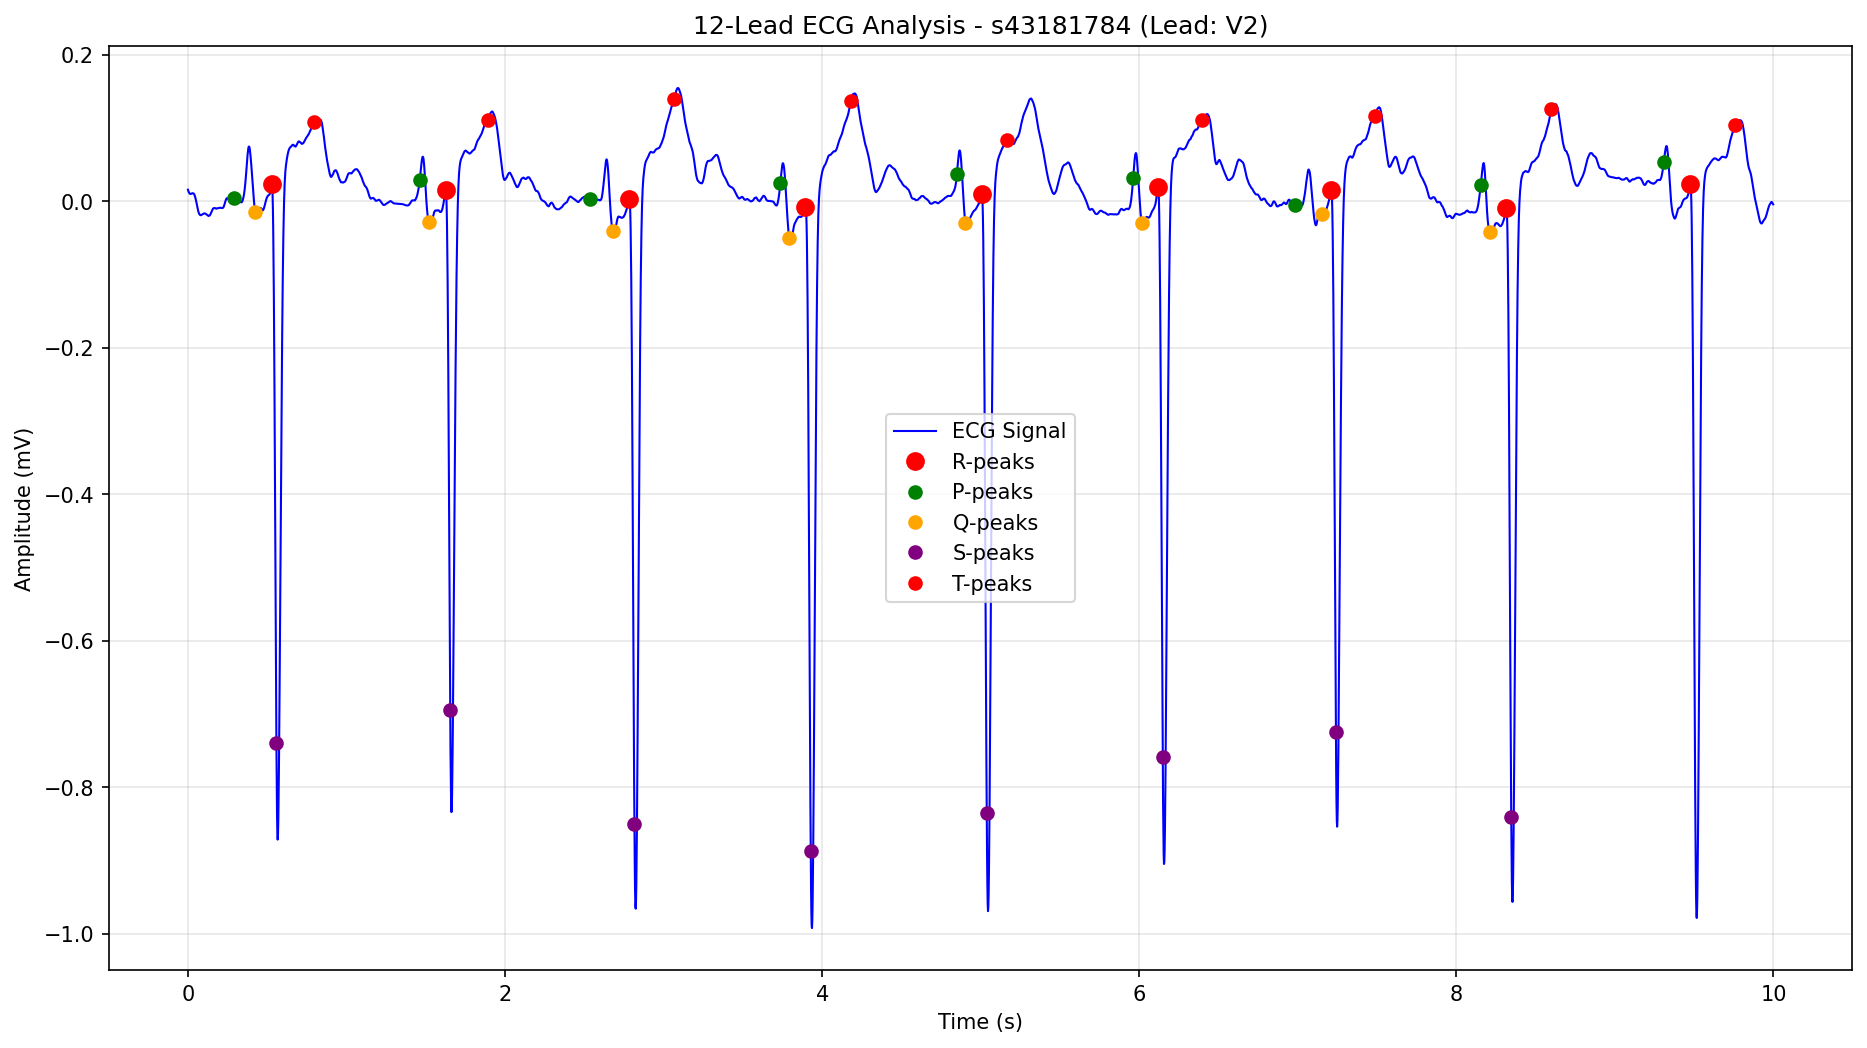 12-Lead ECG Analysis - s43181784 (Lead: V2)
Amplitude (mV)
0.2
0.0
−0.2
−0.4
−0.6
−0.8
−1.0
ECG Signal
R-peaks
P-peaks
Q-peaks
S-peaks
T-peaks
0 2 4 6 8 10
Time (s)